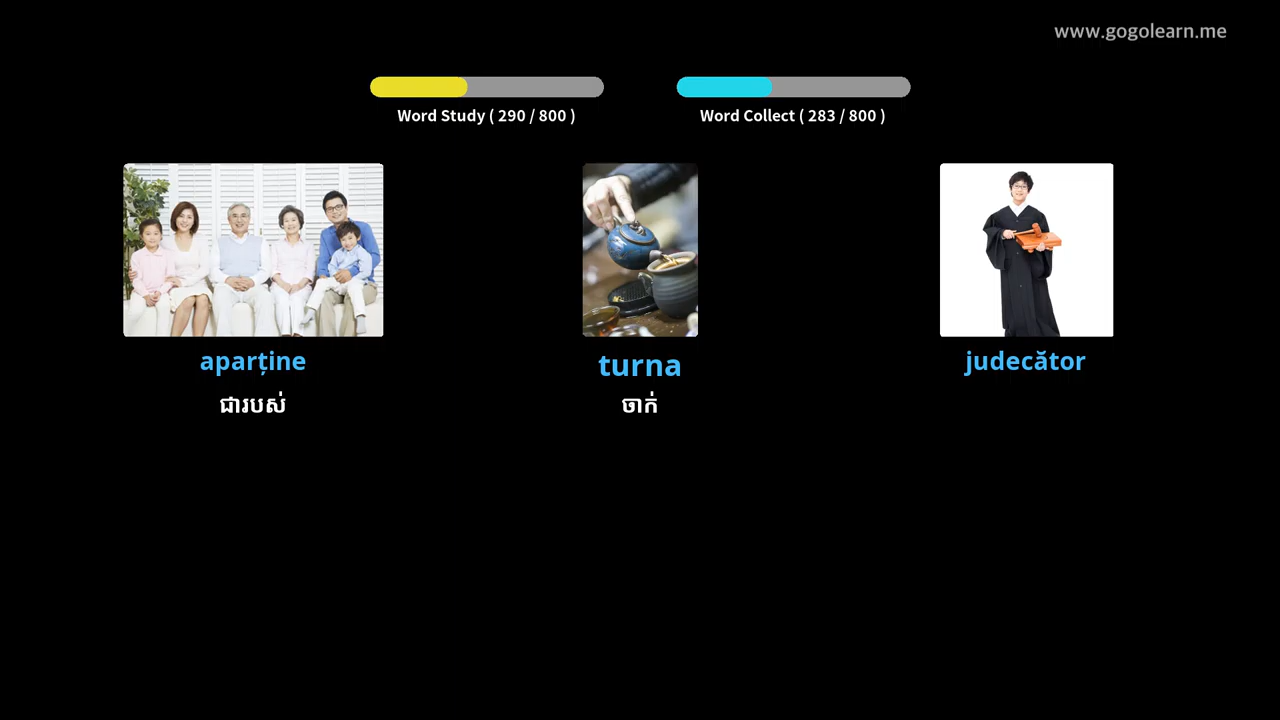 www.gogolearn.me
Word Study ( 290 / 800 )
Word Collect ( 283 / 800 )
aparține
turna
judecător
ជារបស់
ចាក់